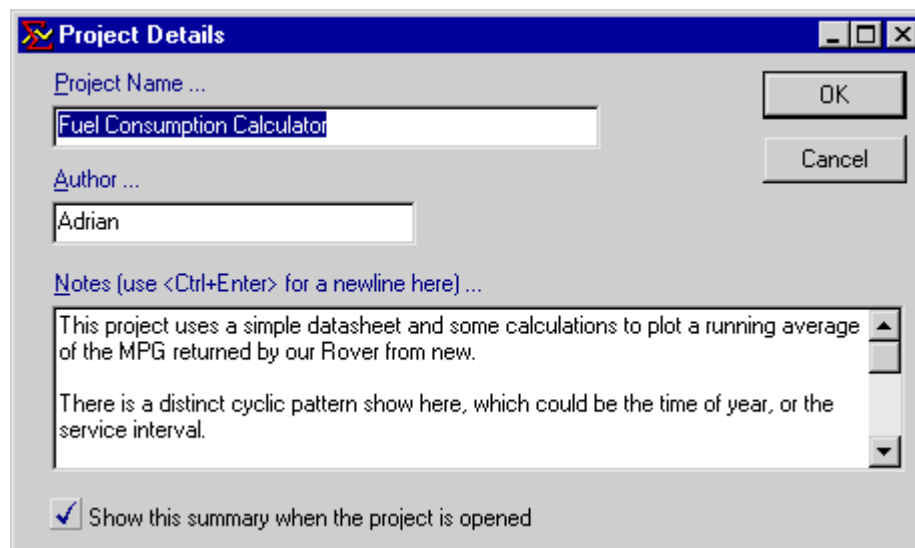 Project Details
Project Name ...
OK
Fuel Consumption Calculator
Cancel
Author ...
Adrian
Notes (use <Ctrl+Enter> for a newline here) ...
This project uses a simple datasheet and some calculations to plot a running average
of the MPG returned by our Rover from new.
There is a distinct cyclic pattern show here, which could be the time of year, or the
service interval.
Show this summary when the project is opened